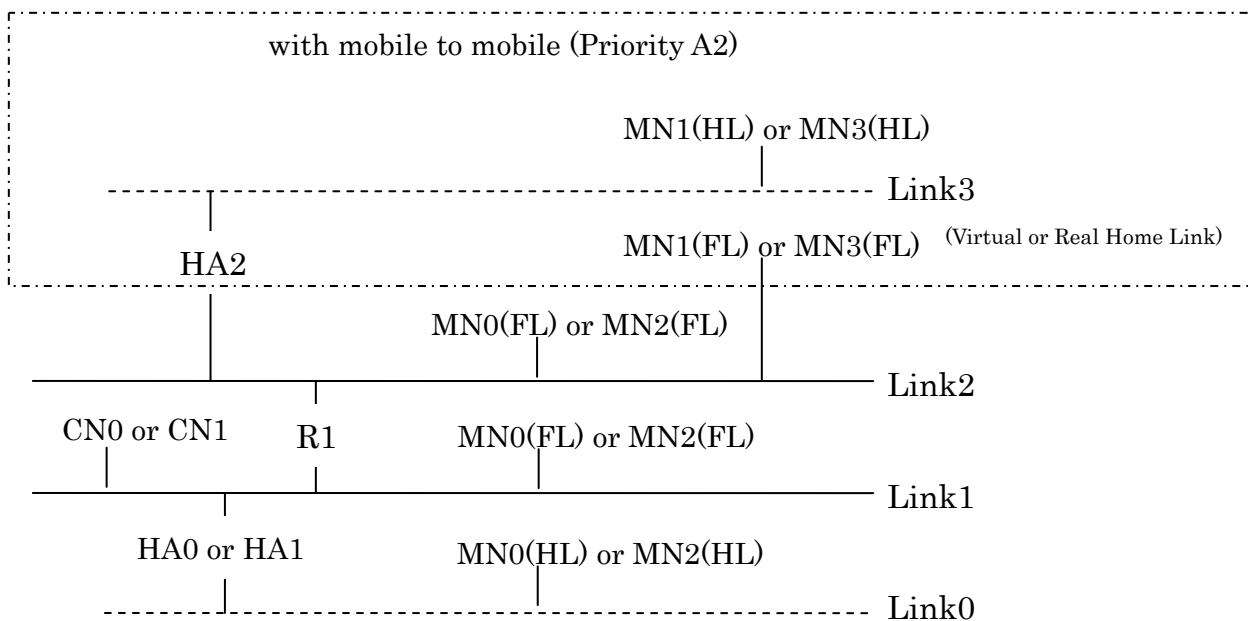 with mobile to mobile (Priority A2)
MN1(HL) or MN3(HL)
Link3
MN1(FL) or MN3(FL)
(Virtual or Real Home Link)
HA2
MN0(FL) or MN2(FL)
Link2
CN0 or CN1
R1
MN0(FL) or MN2(FL)
Link1
HA0 or HA1
MN0(HL) or MN2(HL)
Link0